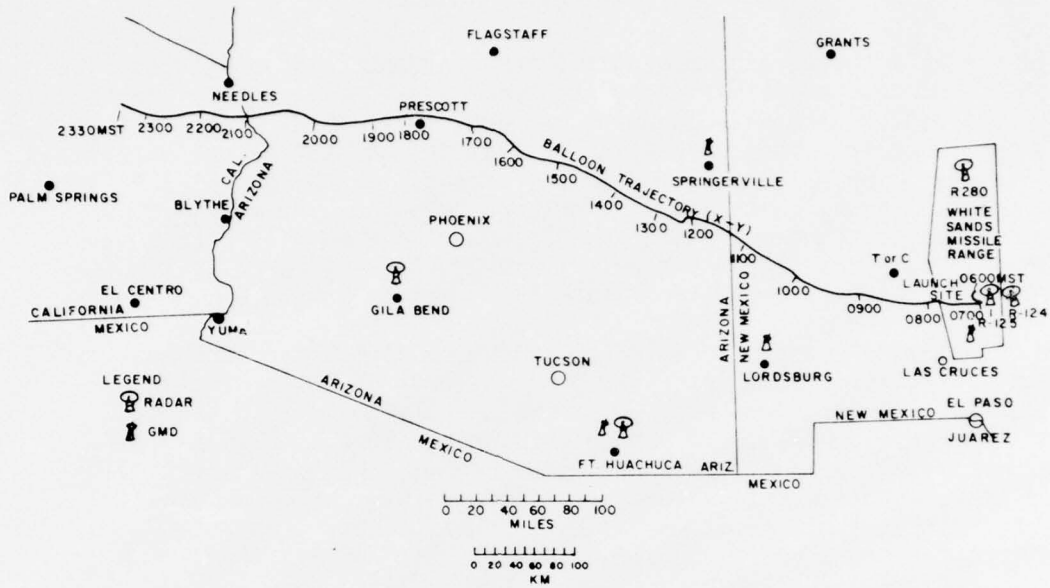 FLAGSTAFF
GRANTS
NEEDLES
PRESCOTT
2330MST
2300
2200
2100
2000
1900
1800
1700
1600
1500
1400
1300
1200
1100
1000
0900
0800
0700
0600MST
BALLOON TRAJECTORY (X-Y)
SPRINGERVILLE
R280
WHITE
SANDS
MISSILE
RANGE
PALM SPRINGS
CAL.
ARIZONA
BLYTHE
PHOENIX
T or C
LAUNCH
SITE
R-124
R-125
EL CENTRO
CALIFORNIA
MEXICO
YUMA
GILA BEND
ARIZONA
NEW MEXICO
TUCSON
LORDSBURG
LAS CRUCES
LEGEND
RADAR
GMD
ARIZONA
MEXICO
NEW MEXICO
EL PASO
JUAREZ
FT. HUACHUCA
ARIZ.
MEXICO
0 20 40 60 80 100
MILES
0 20 40 60 80 100
KM